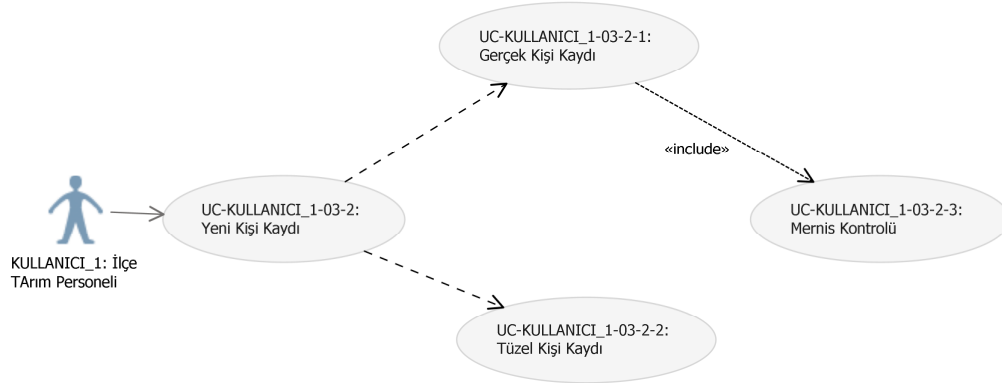 UC-KULLANICI_1-03-2-1:
Gerçek Kişi Kaydı
«include»
UC-KULLANICI_1-03-2:
Yeni Kişi Kaydı
UC-KULLANICI_1-03-2-3:
Mernis Kontrolü
KULLANICI_1: İlçe
TArım Personeli
UC-KULLANICI_1-03-2-2:
Tüzel Kişi Kaydı